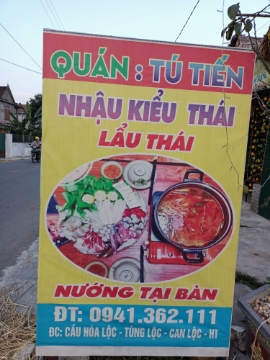 QUÁN : TÚ TIẾN
NHẬU KIỂU THÁI
LẨU THÁI
NƯỚNG TẠI BÀN
ĐT: 0941.362.111
ĐC: CẦU HÒA LỘC - TÙNG LỘC - CAN LỘC - HT